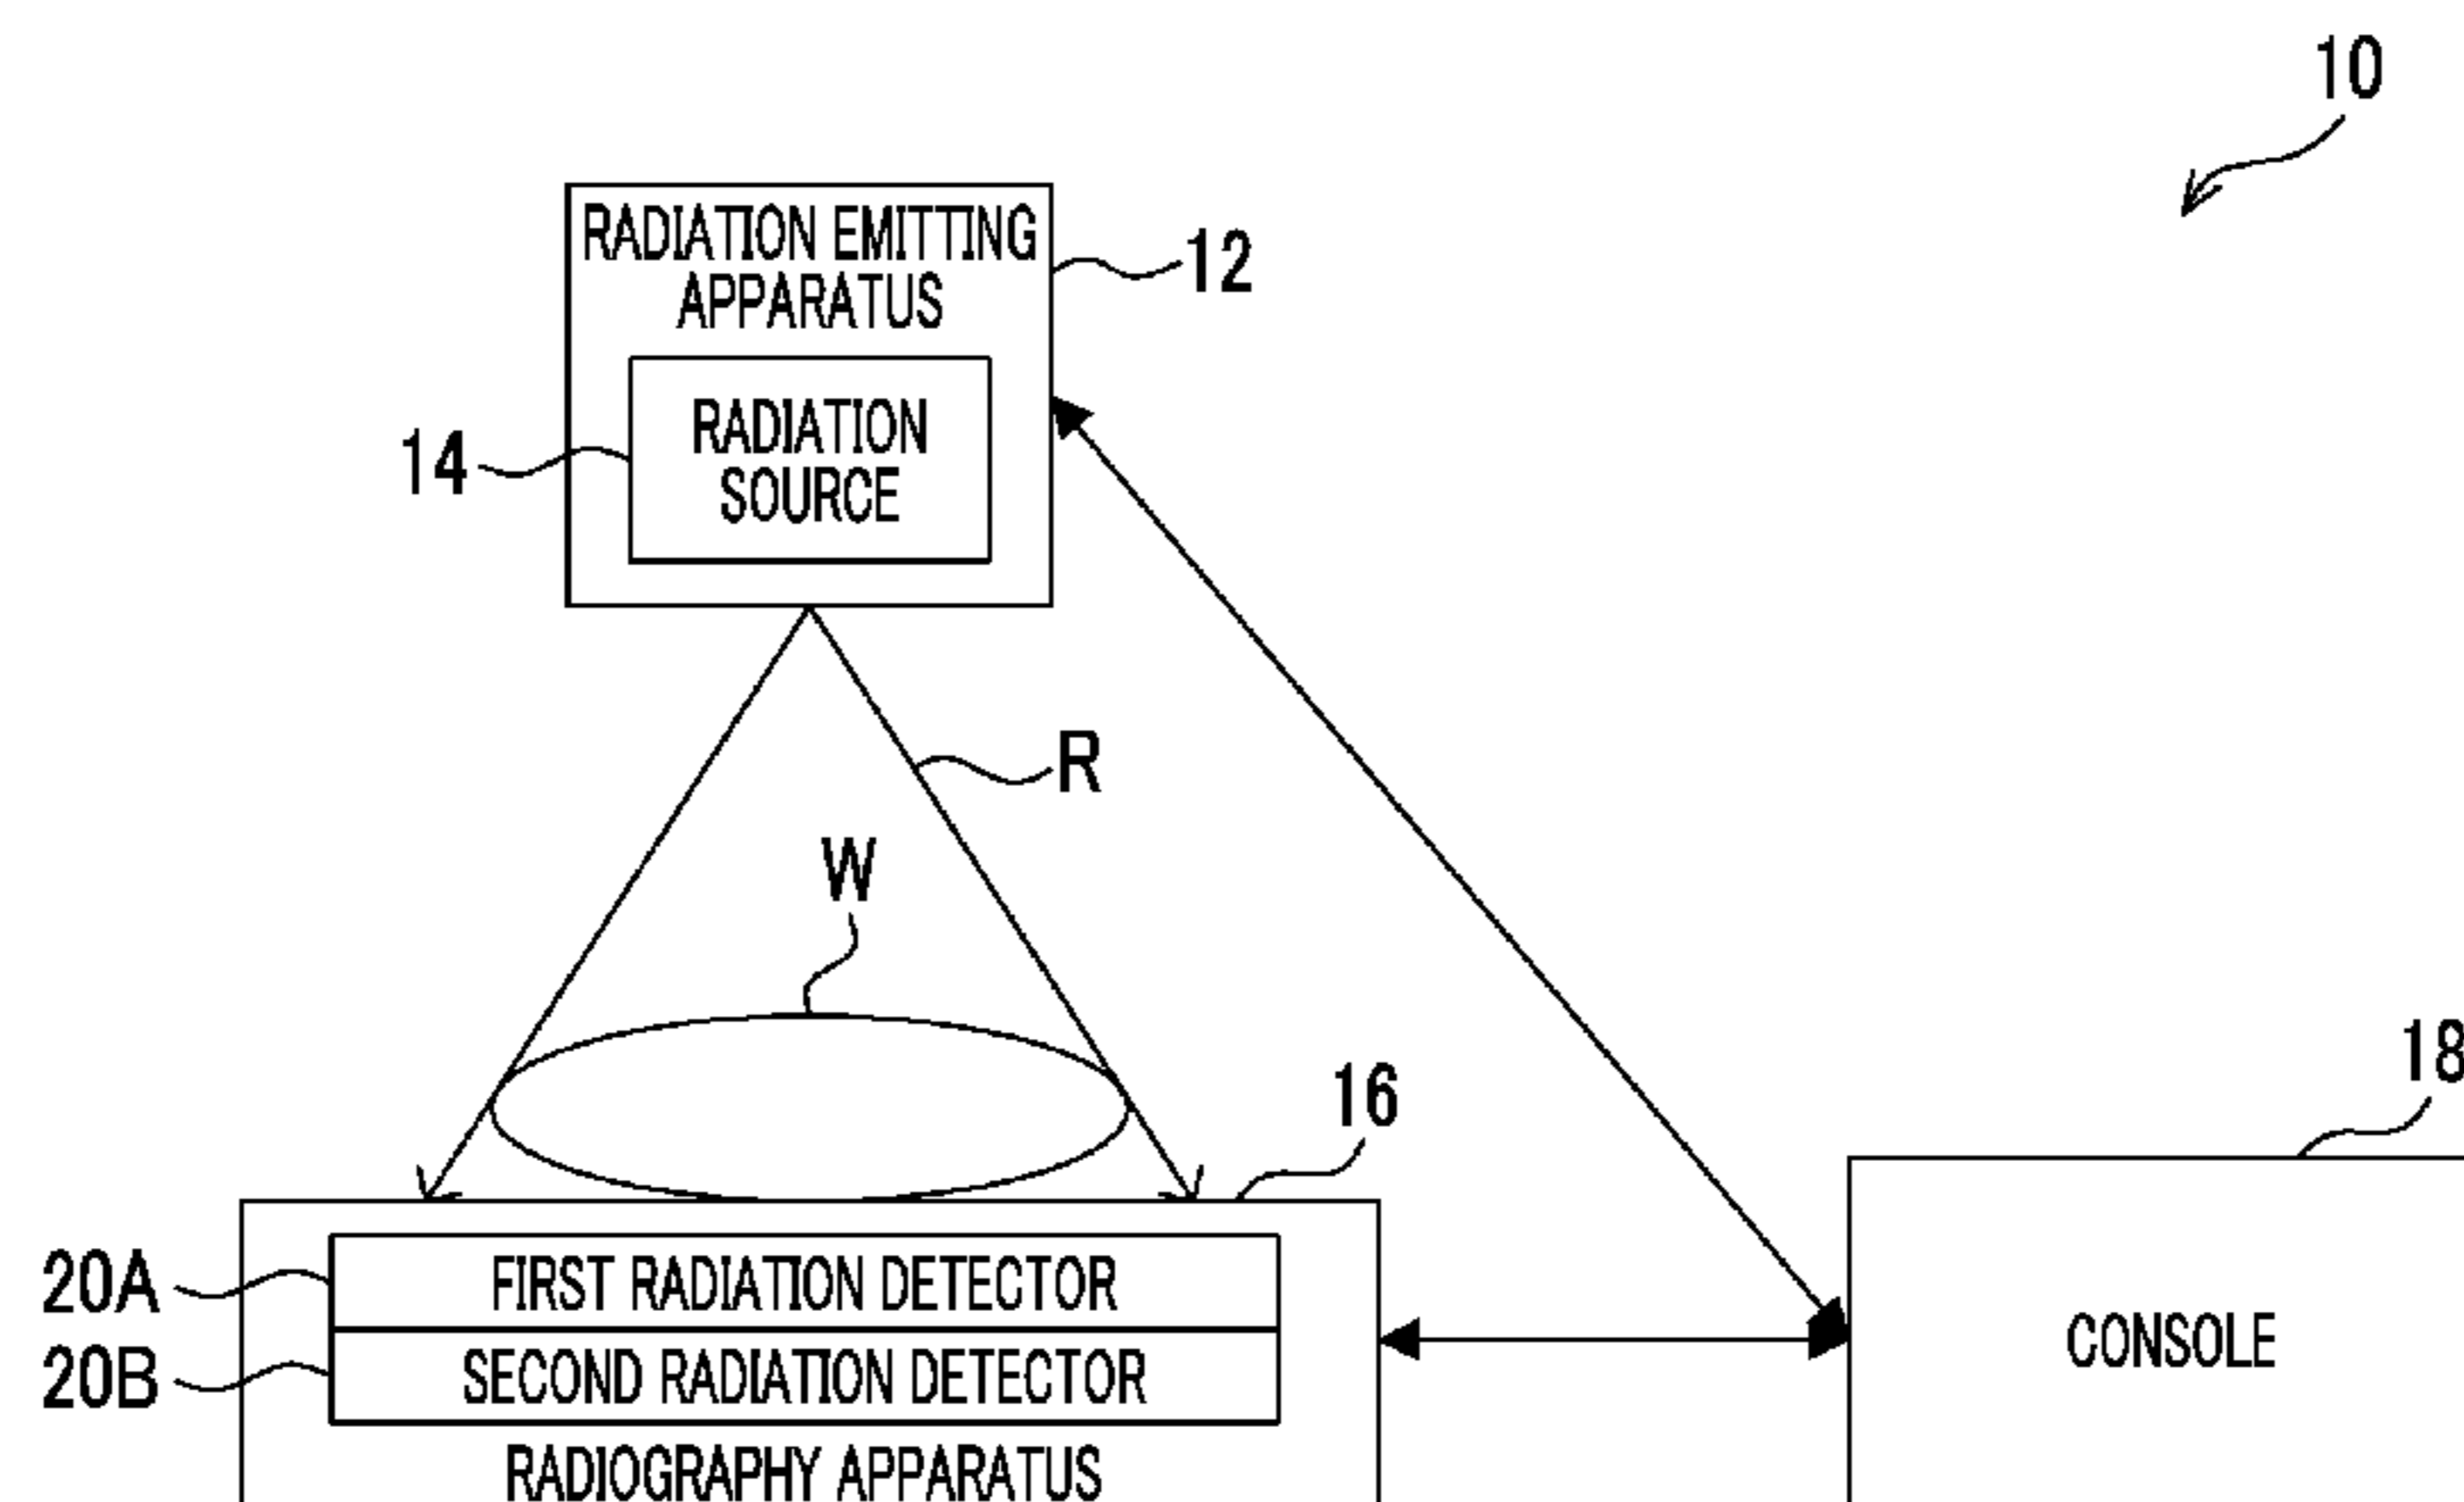 10
RADIATION EMITTING
APPARATUS
12
RADIATION
SOURCE
14
R
W
16
18
20A
FIRST RADIATION DETECTOR
20B
SECOND RADIATION DETECTOR
RADIOGRAPHY APPARATUS
CONSOLE